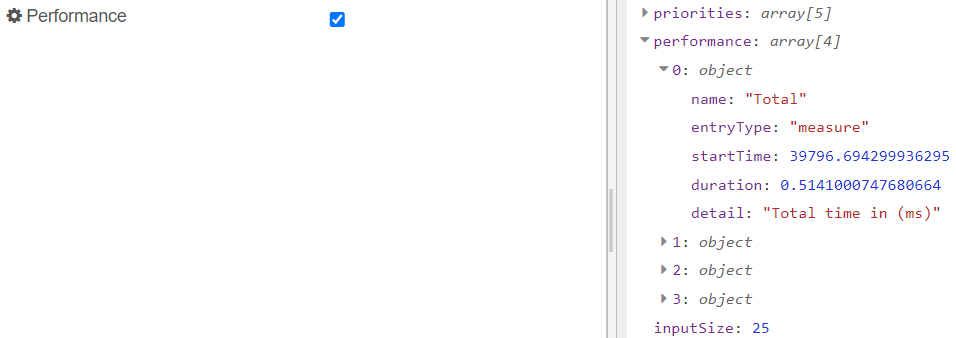 Performance
priorities: array[5]
performance: array[4]
0: object
name: "Total"
entryType: "measure"
startTime: 39796.694299936295
duration: 0.5141000747680664
detail: "Total time in (ms)"
1: object
2: object
3: object
inputSize: 25